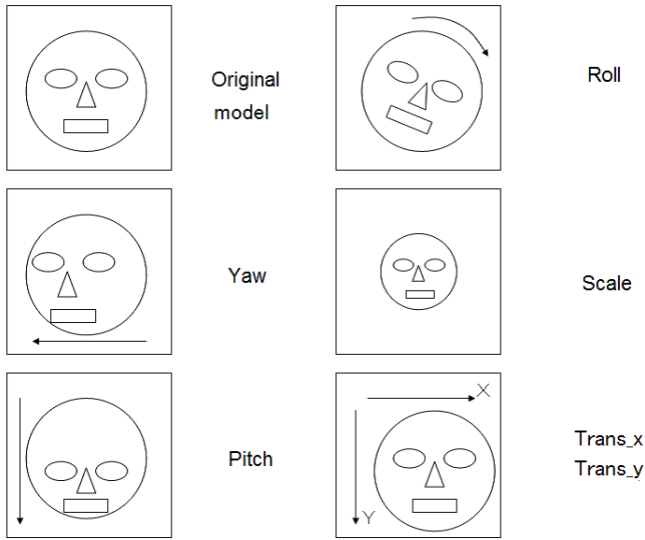 Original
model
Roll
Yaw
Scale
Pitch
X
Y
Trans_x
Trans_y